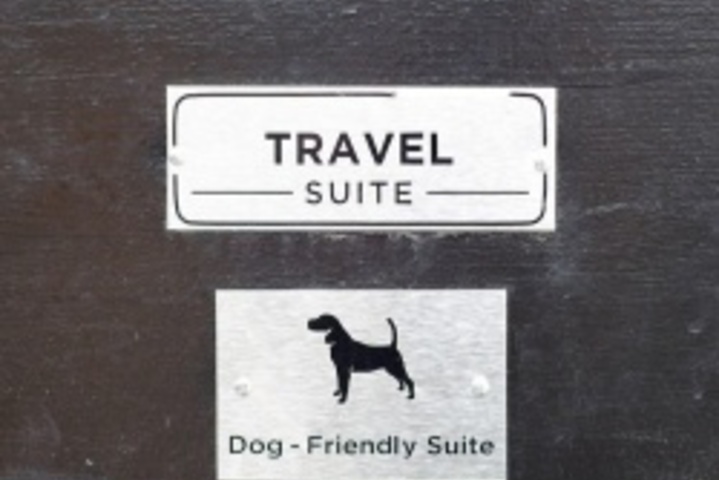 TRAVEL
SUITE
Dog - Friendly Suite